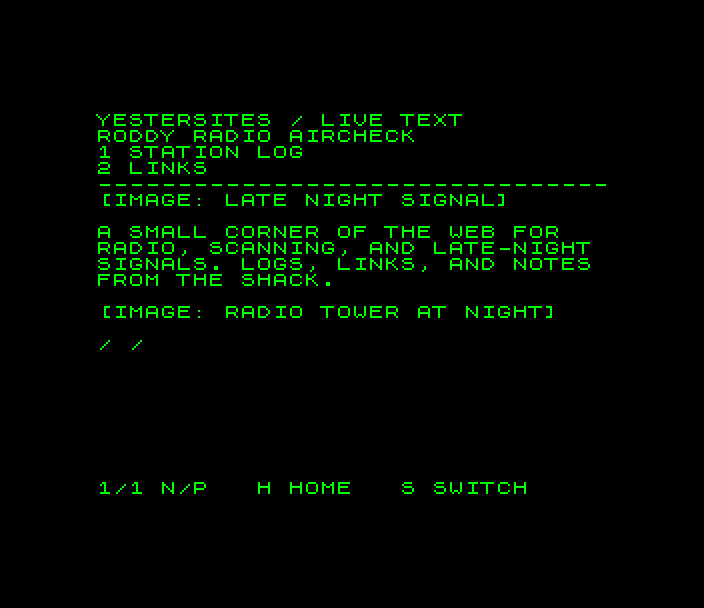 YESTERSITES / LIVE TEXT
RODDY RADIO AIRCHECK
1 STATION LOG
2 LINKS
--------------------------------
[IMAGE: LATE NIGHT SIGNAL]
A SMALL CORNER OF THE WEB FOR
RADIO, SCANNING, AND LATE-NIGHT
SIGNALS. LOGS, LINKS, AND NOTES
FROM THE SHACK.
[IMAGE: RADIO TOWER AT NIGHT]
/ /
1/1 N/P   H HOME   S SWITCH